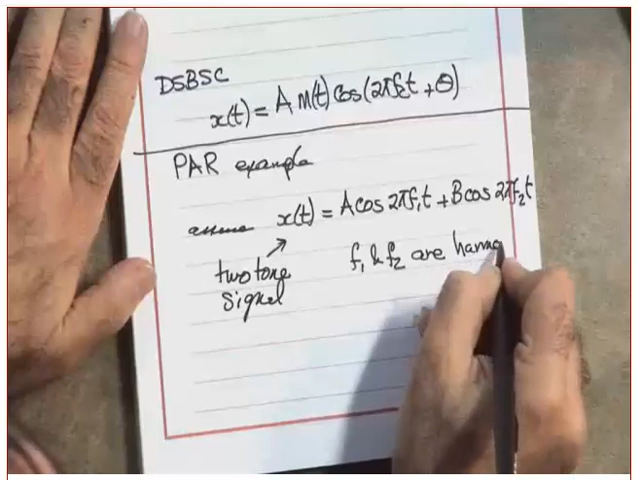 DSBSC
x(t) = A m(t) Cos(2πfct + Θ)
PAR example
assume x(t) = A cos 2πf₁t + B cos 2πf₂t
two tone
signal
f₁ & f₂ are harmo